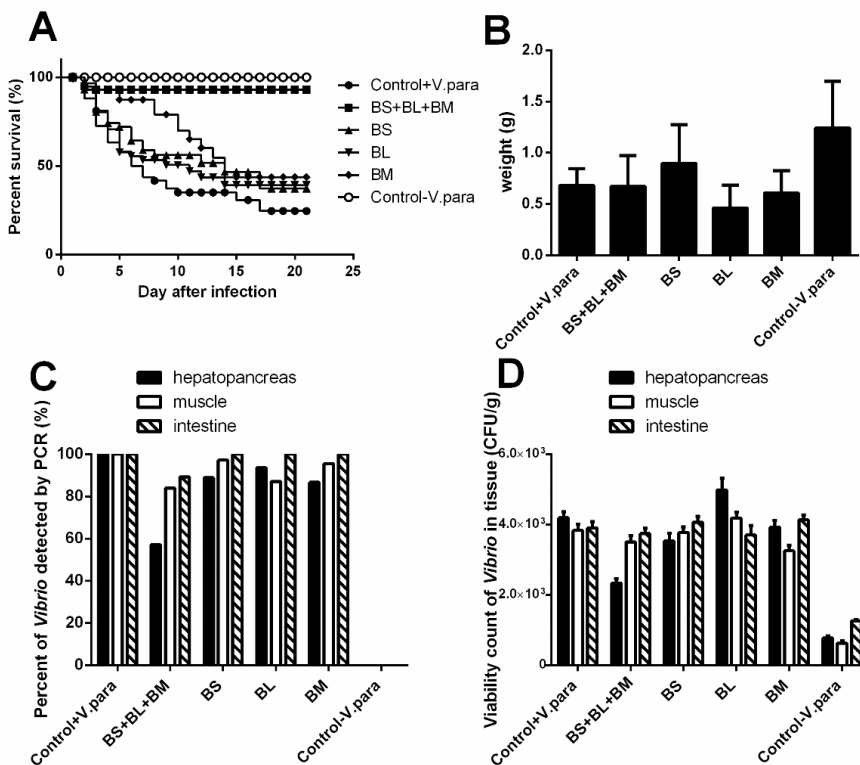 A
Percent survival (%)
100
50
0
0
5
10
15
20
25
Day after infection
Control+V.para
BS+BL+BM
BS
BL
BM
Control-V.para
B
weight (g)
2.0
1.5
1.0
0.5
0.0
Control+V.para
BS+BL+BM
BS
BL
BM
Control-V.para
C
hepatopancreas
muscle
intestine
Percent of Vibrio detected by PCR (%)
100
80
60
40
20
0
Control+V.para
BS+BL+BM
BS
BL
BM
Control-V.para
D
hepatopancreas
muscle
intestine
Viability count of Vibrio in tissue (CFU/g)
6.0×10³
4.0×10³
2.0×10³
0
Control+V.para
BS+BL+BM
BS
BL
BM
Control-V.para